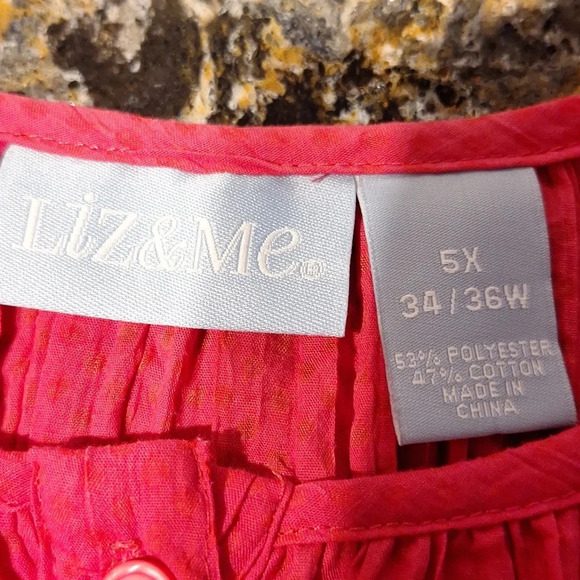 Liz&Me®
5X
34/36W
53% POLYESTER
47% COTTON
MADE IN
CHINA